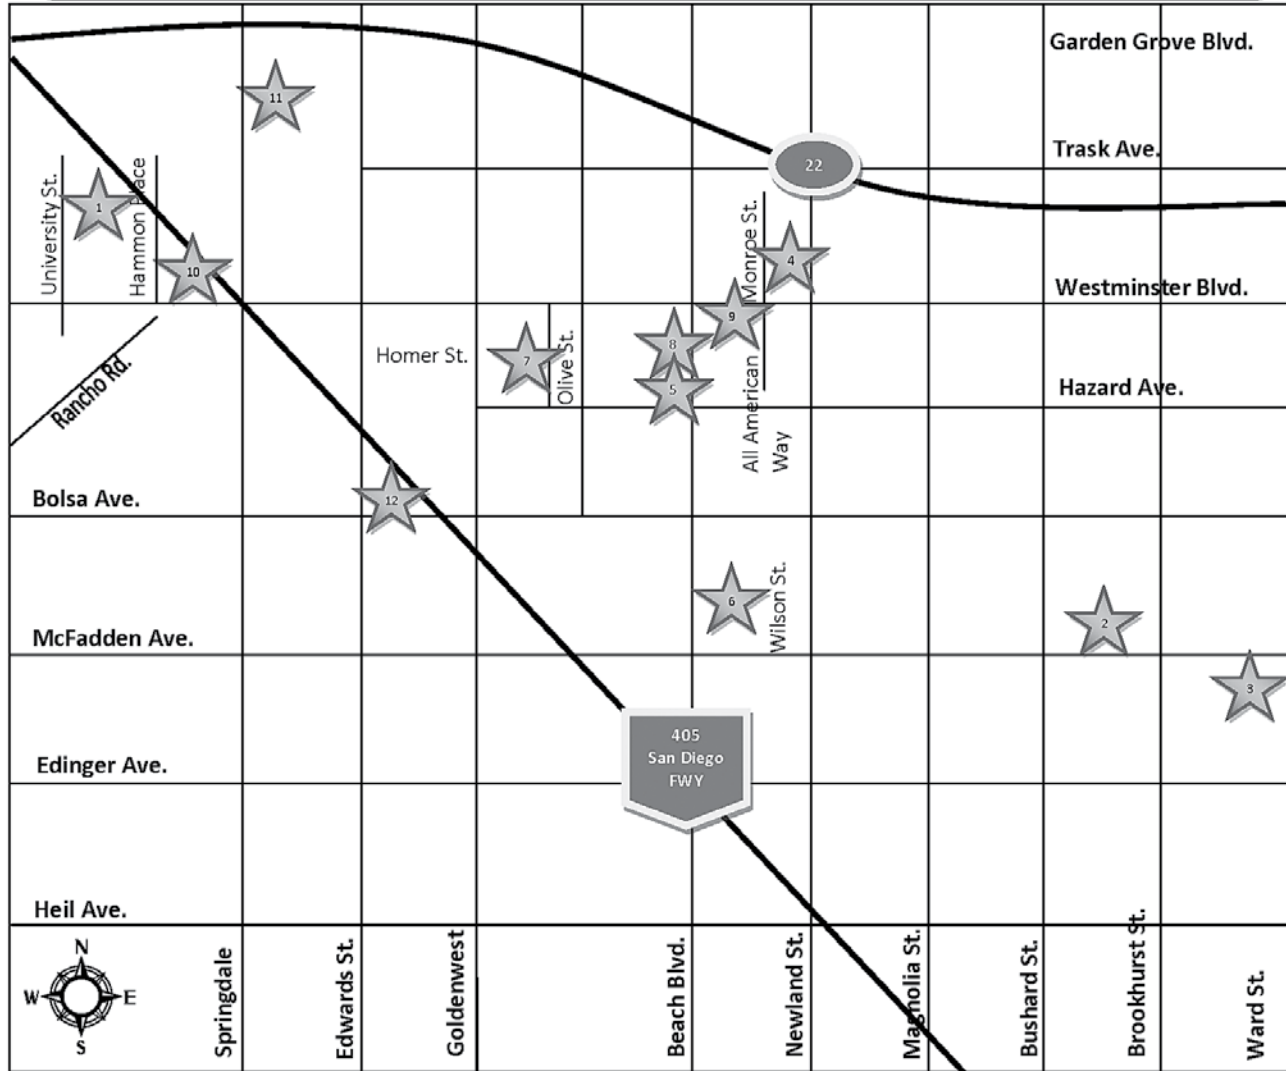 Garden Grove Blvd.
11
Trask Ave.
22
University St.
1
Hammon Place
10
Monroe St.
4
Westminster Blvd.
9
Homer St.
7
Olive St.
8
5
Hazard Ave.
Rancho Rd.
All American
Way
Bolsa Ave.
12
6
Wilson St.
2
McFadden Ave.
3
405
San Diego
FWY
Edinger Ave.
Heil Ave.
N
W
E
S
Springdale
Edwards St.
Goldenwest
Beach Blvd.
Newland St.
Magnolia St.
Bushard St.
Brookhurst St.
Ward St.